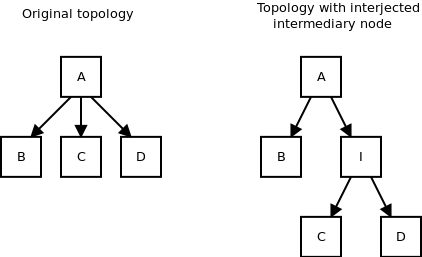 Original topology
A
B C D
Topology with interjected
intermediary node
A
B I
C D